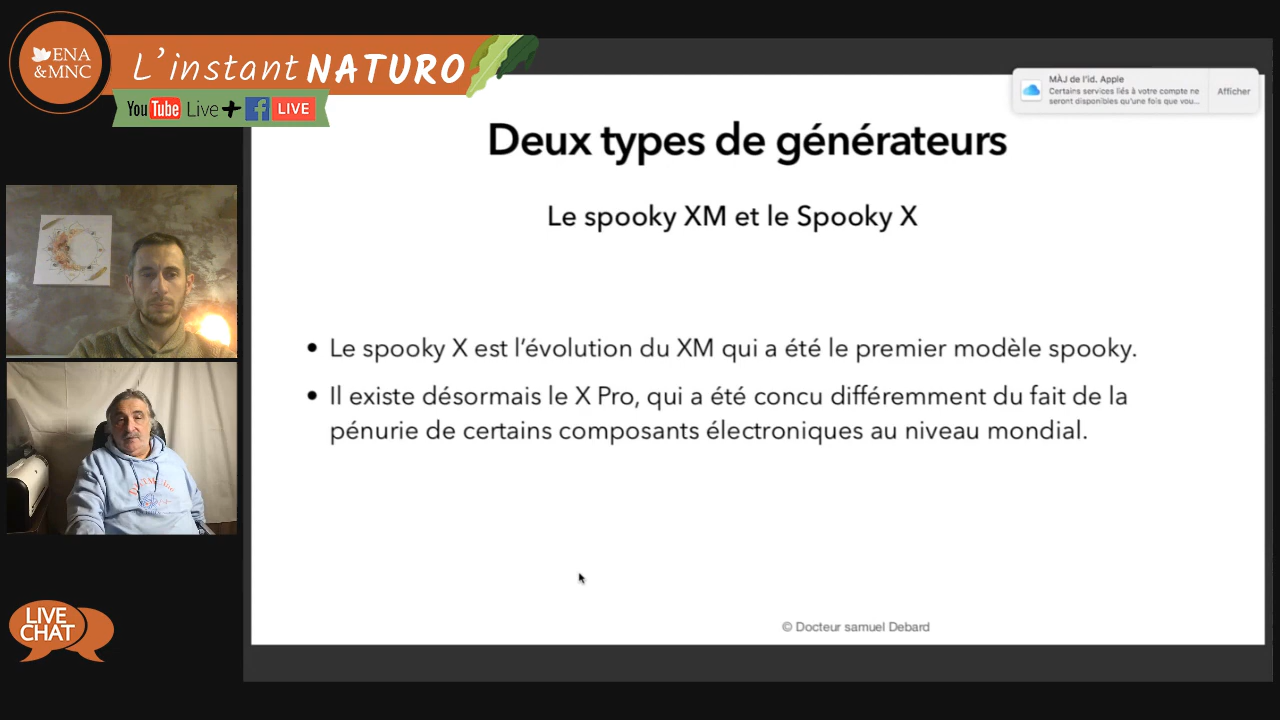 ENA
&MNC
L'instant NATURO
YouTube Live + f LIVE
MÀJ de l'id. Apple
Certains services liés à votre compte ne
seront disponibles qu'une fois que vou...
Afficher
Deux types de générateurs
Le spooky XM et le Spooky X
• Le spooky X est l'évolution du XM qui a été le premier modèle spooky.
• Il existe désormais le X Pro, qui a été concu différemment du fait de la
pénurie de certains composants électroniques au niveau mondial.
LIVE
CHAT
© Docteur samuel Debard